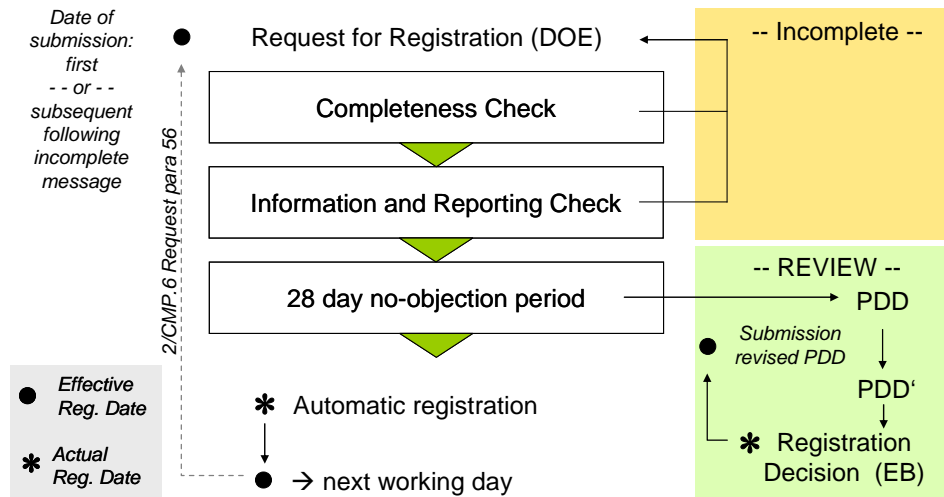 Date of
submission:
first
- - or - -
subsequent
following
incomplete
message
Request for Registration (DOE)
-- Incomplete --
Completeness Check
Information and Reporting Check
28 day no-objection period
2/CMP.6 Request para 56
-- REVIEW --
PDD
Submission
revised PDD
PDD‘
Registration
Decision (EB)
Effective
Reg. Date
Actual
Reg. Date
Automatic registration
→ next working day